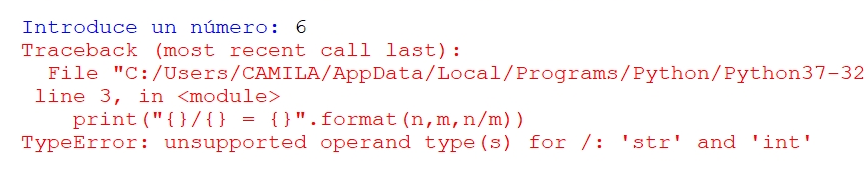 Introduce un número: 6
Traceback (most recent call last):
  File "C:/Users/CAMILA/AppData/Local/Programs/Python/Python37-32
 line 3, in <module>
    print("{}/{} = {}".format(n,m,n/m))
TypeError: unsupported operand type(s) for /: 'str' and 'int'